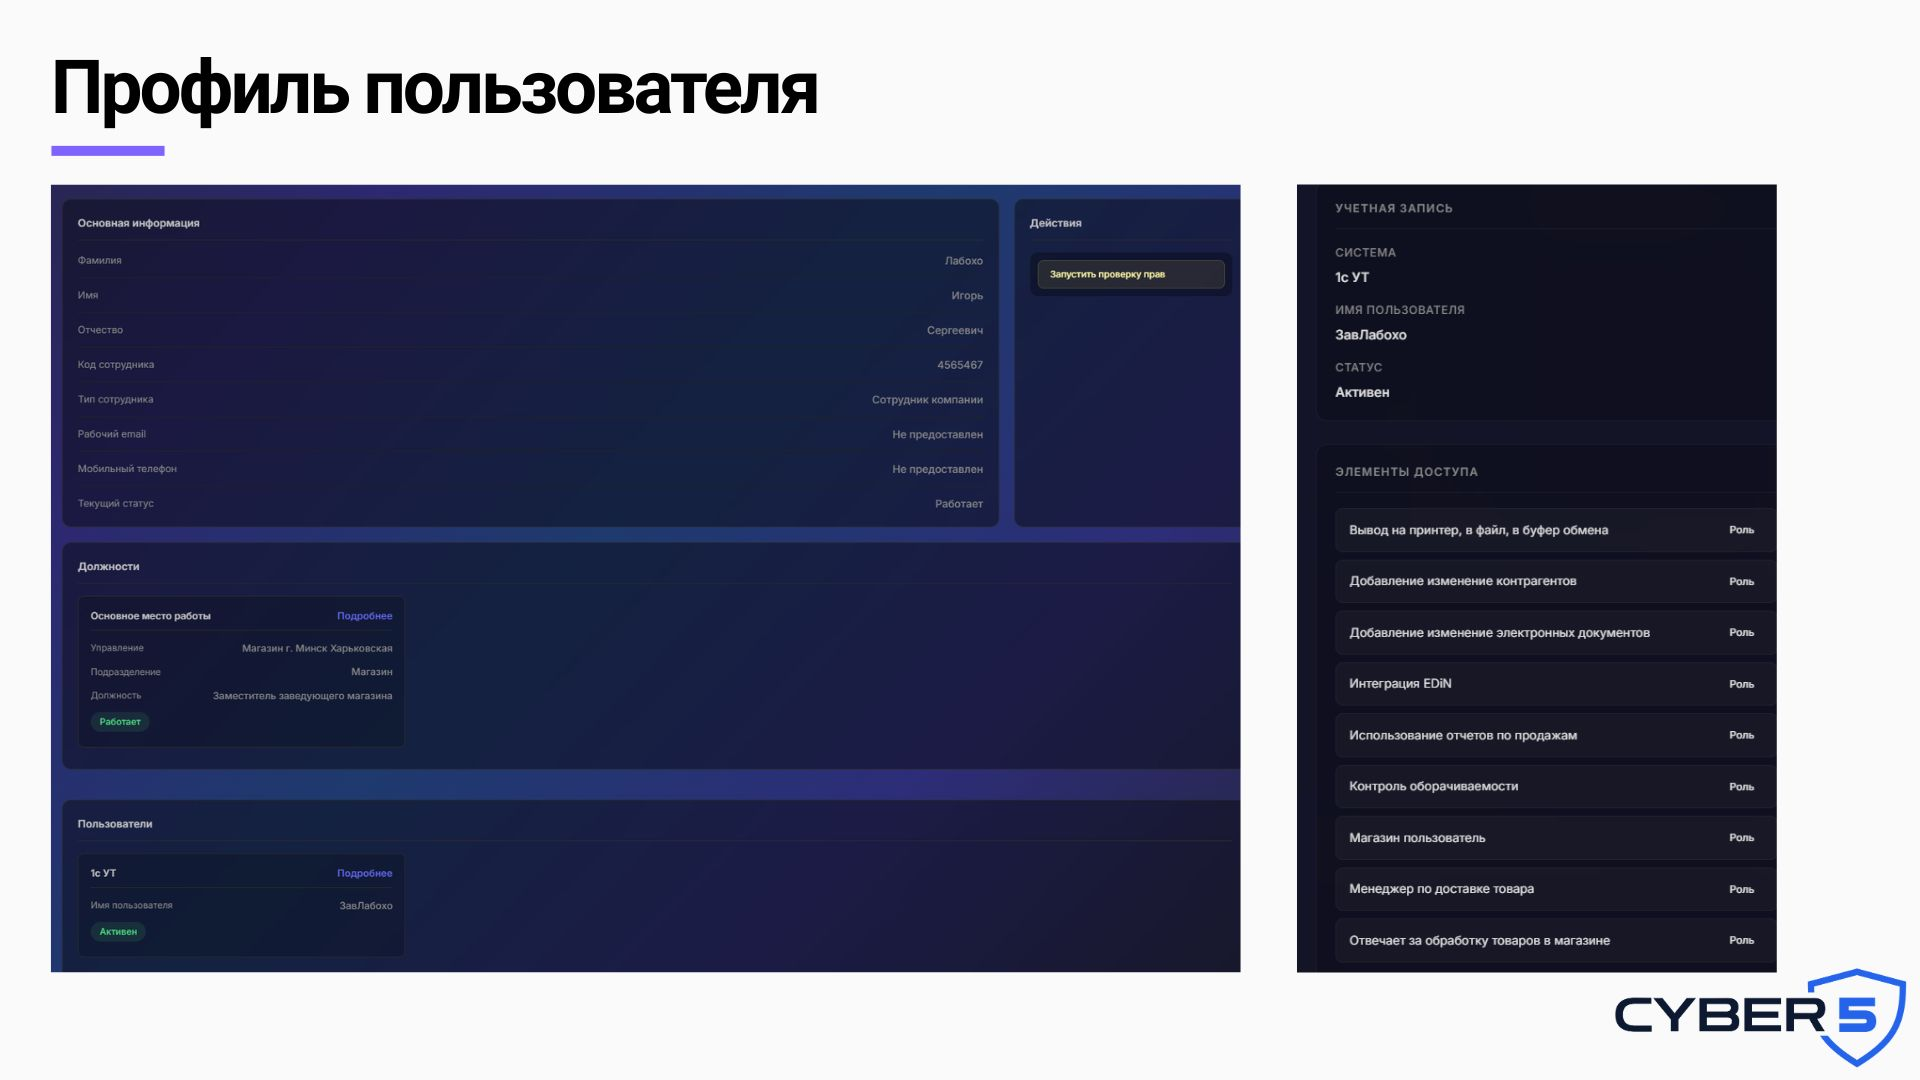 Профиль пользователя
Основная информация
Фамилия Лабохо
Имя Игорь
Отчество Сергеевич
Код сотрудника 4565467
Тип сотрудника Сотрудник компании
Рабочий email Не предоставлен
Мобильный телефон Не предоставлен
Текущий статус Работает
Действия
Запустить проверку прав
Должности
Основное место работы Подробнее
Управление Магазин г. Минск Харьковская
Подразделение Магазин
Должность Заместитель заведующего магазина
Работает
Пользователи
1с УТ Подробнее
Имя пользователя ЗавЛабохо
Активен
УЧЕТНАЯ ЗАПИСЬ
СИСТЕМА
1с УТ
ИМЯ ПОЛЬЗОВАТЕЛЯ
ЗавЛабохо
СТАТУС
Активен
ЭЛЕМЕНТЫ ДОСТУПА
Вывод на принтер, в файл, в буфер обмена Роль
Добавление изменение контрагентов Роль
Добавление изменение электронных документов Роль
Интеграция EDiN Роль
Использование отчетов по продажам Роль
Контроль оборачиваемости Роль
Магазин пользователь Роль
Менеджер по доставке товара Роль
Отвечает за обработку товаров в магазине Роль
CYBER 5